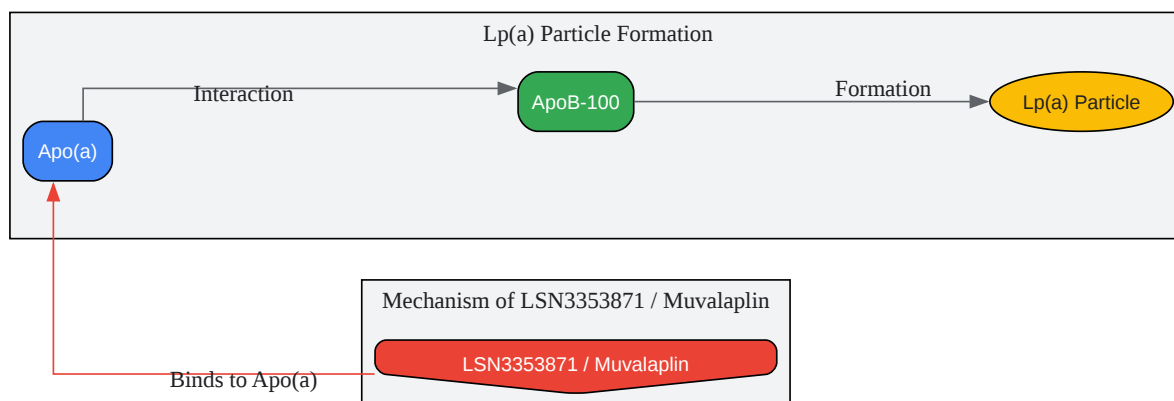 Lp(a) Particle Formation
Interaction
ApoB-100
Formation
Lp(a) Particle
Apo(a)
Mechanism of LSN3353871 / Muvalaplin
LSN3353871 / Muvalaplin
Binds to Apo(a)